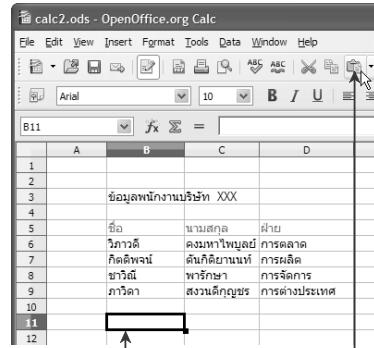 calc2.ods - OpenOffice.org Calc
File Edit View Insert Format Tools Data Window Help
Arial 10 B I U
B11 fx Σ =
A B C D
1
2
3 ข้อมูลพนักงานบริษัท XXX
4
5 ชื่อ นามสกุล ฝ่าย
6 วิภาวดี คงมหาไพบูลย์ การตลาด
7 กิตติพจน์ ตันกิติยานนท์ การผลิต
8 ชาวิณี พารักษา การจัดการ
9 ภาวิดา สงวนดีกุญชร การต่างประเทศ
10
11
12